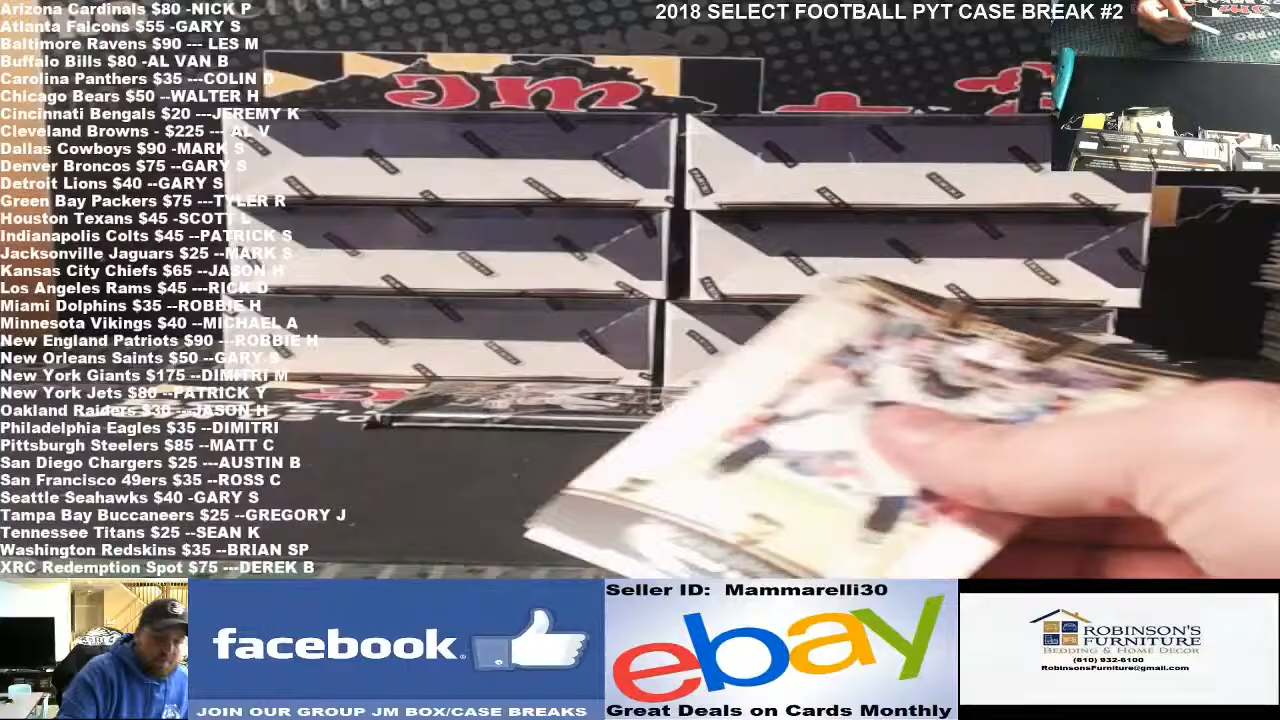 Arizona Cardinals $80 -NICK P
Atlanta Falcons $55 -GARY S
Baltimore Ravens $90 --- LES M
Buffalo Bills $80 -AL VAN B
Carolina Panthers $35 ---COLIN D
Chicago Bears $50 --WALTER H
Cincinnati Bengals $20 ---JEREMY K
Cleveland Browns - $225 --- AL V
Dallas Cowboys $90 -MARK S
Denver Broncos $75 --GARY S
Detroit Lions $40 --GARY S
Green Bay Packers $75 --TYLER R
Houston Texans $45 -SCOTT L
Indianapolis Colts $45 --PATRICK S
Jacksonville Jaguars $25 --MARK S
Kansas City Chiefs $65 --JASON H
Los Angeles Rams $45 ---RICK D
Miami Dolphins $35 --ROBBIE H
Minnesota Vikings $40 --MICHAEL A
New England Patriots $90 ---ROBBIE H
New Orleans Saints $50 --GARY S
New York Giants $175 --DIMITRI M
New York Jets $80 --PATRICK Y
Oakland Raiders $30 ---JASON H
Philadelphia Eagles $35 --DIMITRI
Pittsburgh Steelers $85 --MATT C
San Diego Chargers $25 ---AUSTIN B
San Francisco 49ers $35 --ROSS C
Seattle Seahawks $40 -GARY S
Tampa Bay Buccaneers $25 --GREGORY J
Tennessee Titans $25 --SEAN K
Washington Redskins $35 --BRIAN SP
XRC Redemption Spot $75 ---DEREK B
2018 SELECT FOOTBALL PYT CASE BREAK #2
facebook
JOIN OUR GROUP JM BOX/CASE BREAKS
Seller ID: Mammarelli30
ebay
Great Deals on Cards Monthly
ROBINSON'S
FURNITURE
BEDDING & HOME DECOR
(610) 932-6100
RobinsonsFurniture@gmail.com